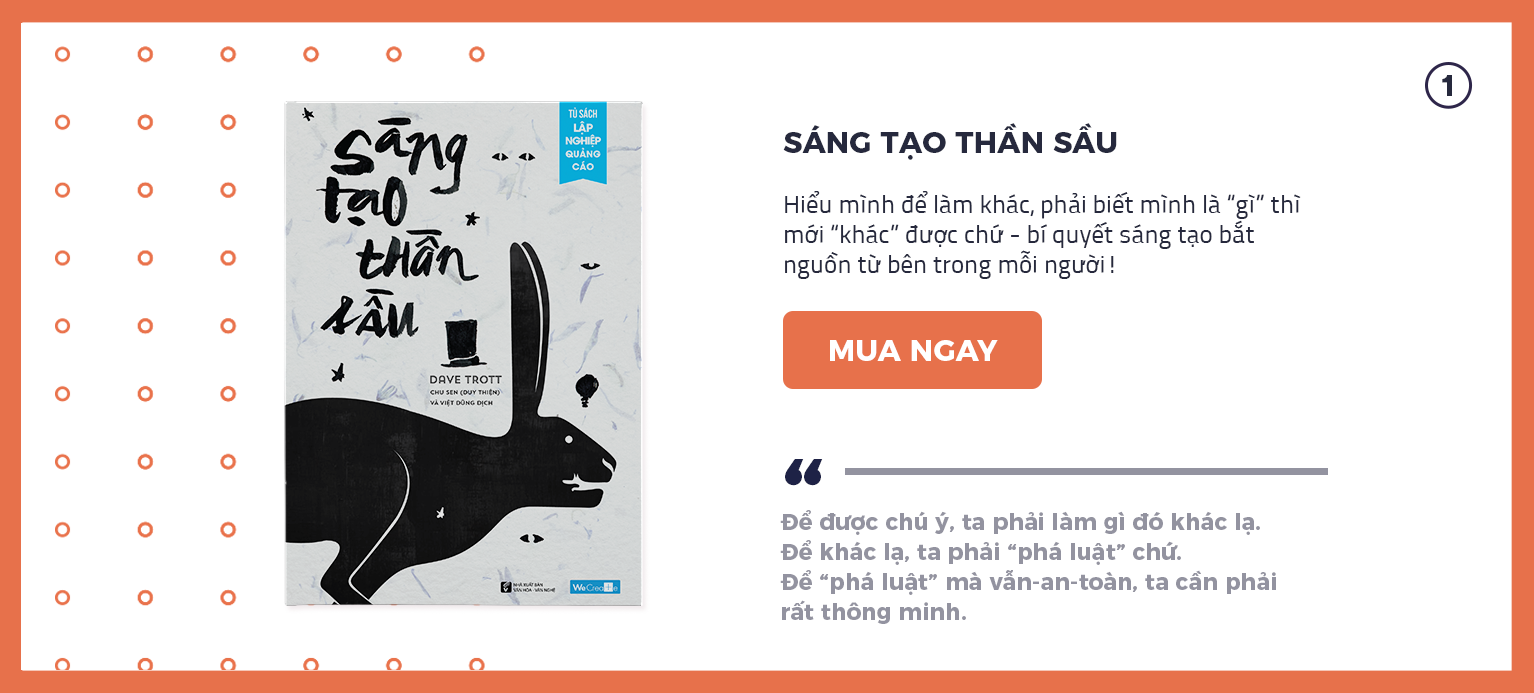 1
sáng
tạo
thần
sầu
TỦ SÁCH
LẬP
NGHIỆP
QUẢNG
CÁO
DAVE TROTT
CHU SEN (DUY THIỆN)
VÀ VIỆT DŨNG DỊCH
NHÀ XUẤT BẢN
VĂN HÓA - VĂN NGHỆ
WeCreate
SÁNG TẠO THẦN SẦU
Hiểu mình để làm khác, phải biết mình là “gì” thì
mới “khác” được chứ - bí quyết sáng tạo bắt
nguồn từ bên trong mỗi người!
MUA NGAY
“
Để được chú ý, ta phải làm gì đó khác lạ.
Để khác lạ, ta phải “phá luật” chứ.
Để “phá luật” mà vẫn-an-toàn, ta cần phải
rất thông minh.